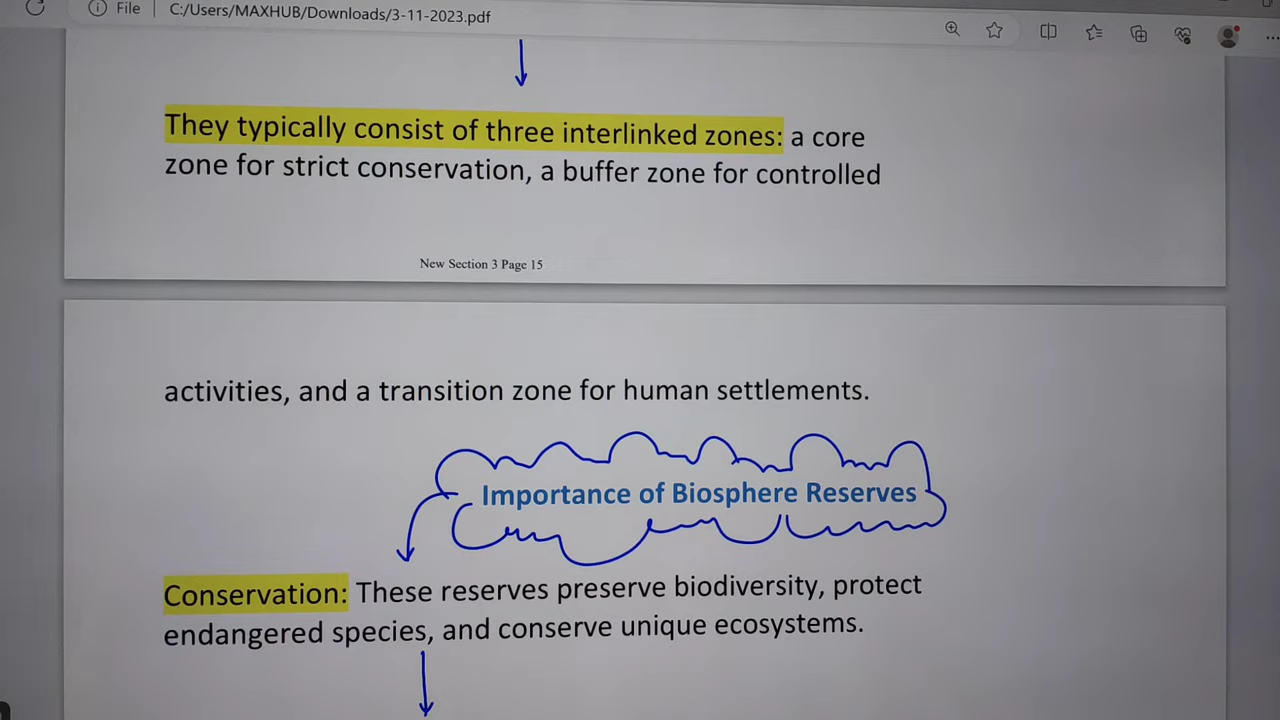 File | C:/Users/MAXHUB/Downloads/3-11-2023.pdf
They typically consist of three interlinked zones: a core
zone for strict conservation, a buffer zone for controlled
New Section 3 Page 15
activities, and a transition zone for human settlements.
Importance of Biosphere Reserves
Conservation: These reserves preserve biodiversity, protect
endangered species, and conserve unique ecosystems.